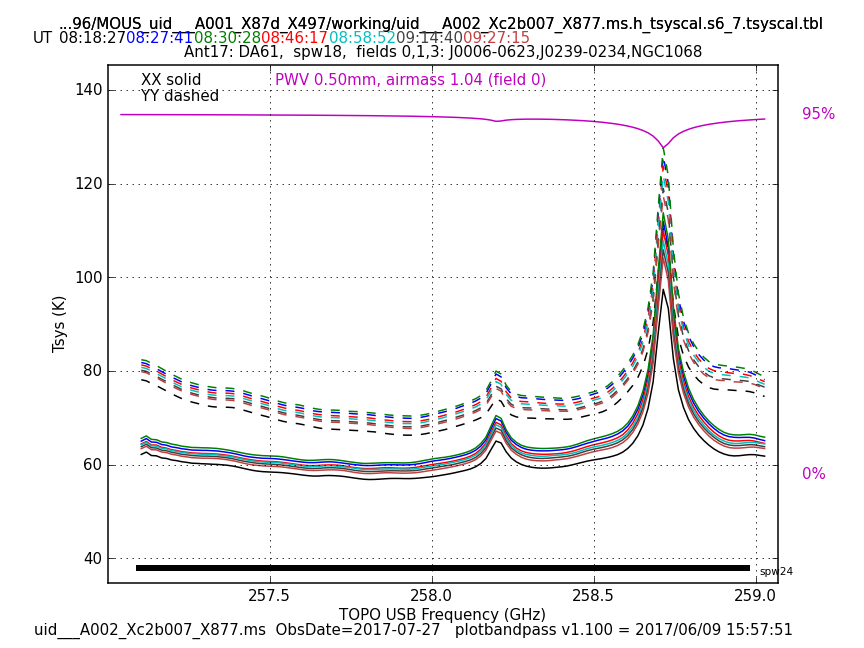 ...96/MOUS_uid___A001_X87d_X497/working/uid___A002_Xc2b007_X877.ms.h_tsyscal.s6_7.tsyscal.tbl
UT 08:18:27 08:27:41 08:30:28 08:46:17 08:58:52 09:14:40 09:27:15
Ant17: DA61, spw18, fields 0,1,3: J0006-0623,J0239-0234,NGC1068
XX solid
YY dashed
PWV 0.50mm, airmass 1.04 (field 0)
95%
0%
140
120
100
80
60
40
Tsys (K)
spw24
257.5 258.0 258.5 259.0
TOPO USB Frequency (GHz)
uid___A002_Xc2b007_X877.ms ObsDate=2017-07-27 plotbandpass v1.100 = 2017/06/09 15:57:51